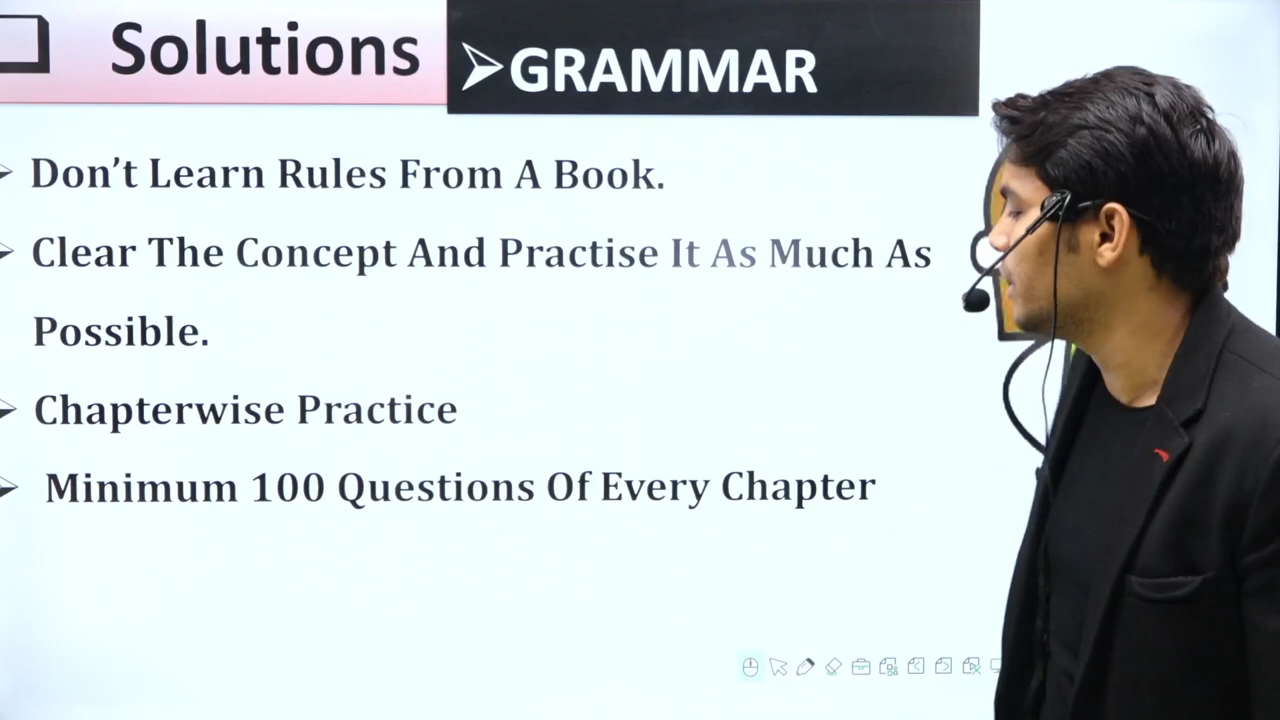 Solutions
GRAMMAR
Don't Learn Rules From A Book.
Clear The Concept And Practise It As Much As
Possible.
Chapterwise Practice
Minimum 100 Questions Of Every Chapter